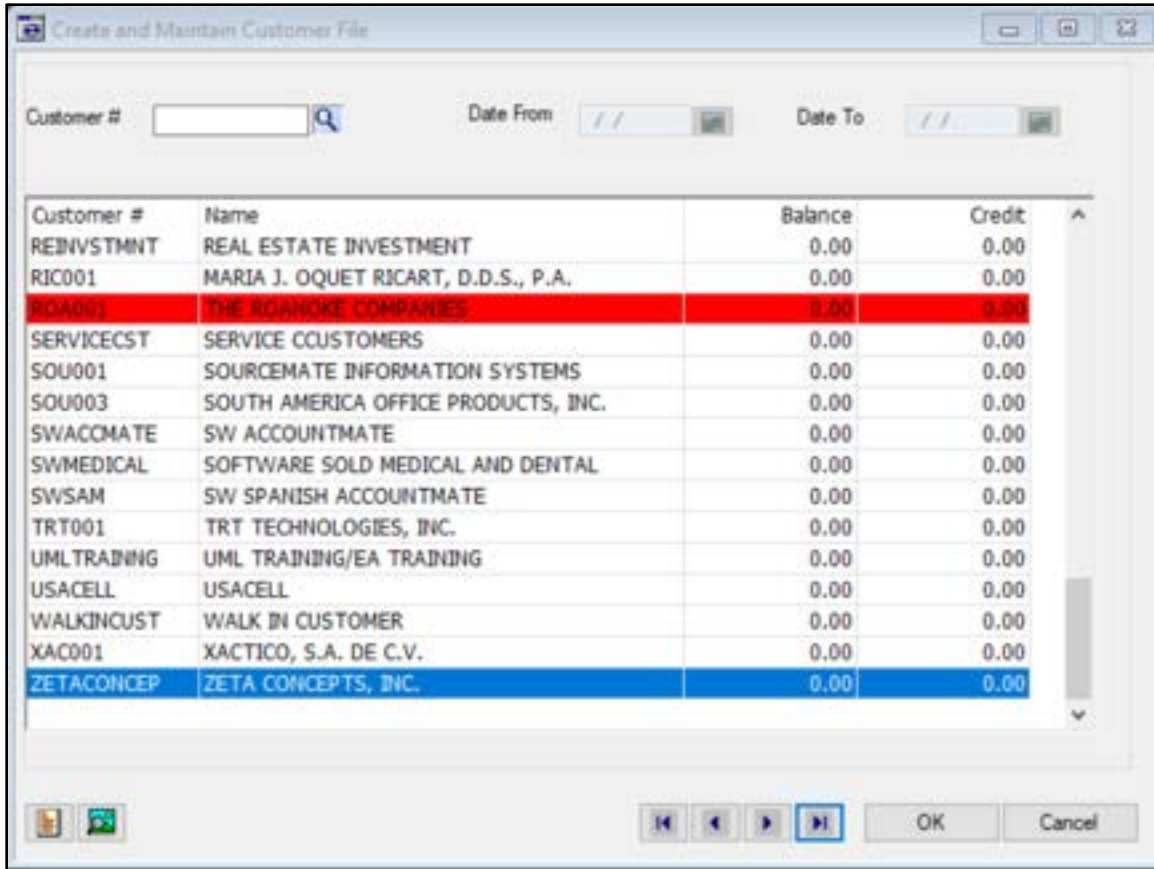 Create and Maintain Customer File
Customer # Date From / / Date To / /
Customer # Name Balance Credit
REINVSTMNT REAL ESTATE INVESTMENT 0.00 0.00
RIC001 MARIA J. OQUET RICART, D.D.S., P.A. 0.00 0.00
ROA001 THE ROANOKE COMPANIES 0.00 0.00
SERVICECST SERVICE CCUSTOMERS 0.00 0.00
SOU001 SOURCEMATE INFORMATION SYSTEMS 0.00 0.00
SOU003 SOUTH AMERICA OFFICE PRODUCTS, INC. 0.00 0.00
SWACCMATE SW ACCOUNTMATE 0.00 0.00
SWMEDICAL SOFTWARE SOLD MEDICAL AND DENTAL 0.00 0.00
SWSAM SW SPANISH ACCOUNTMATE 0.00 0.00
TRT001 TRT TECHNOLOGIES, INC. 0.00 0.00
UMLTRAINNG UML TRAINING/EA TRAINING 0.00 0.00
USACELL USACELL 0.00 0.00
WALKINCUST WALK IN CUSTOMER 0.00 0.00
XAC001 XACTICO, S.A. DE C.V. 0.00 0.00
ZETACONCEP ZETA CONCEPTS, INC. 0.00 0.00
OK Cancel